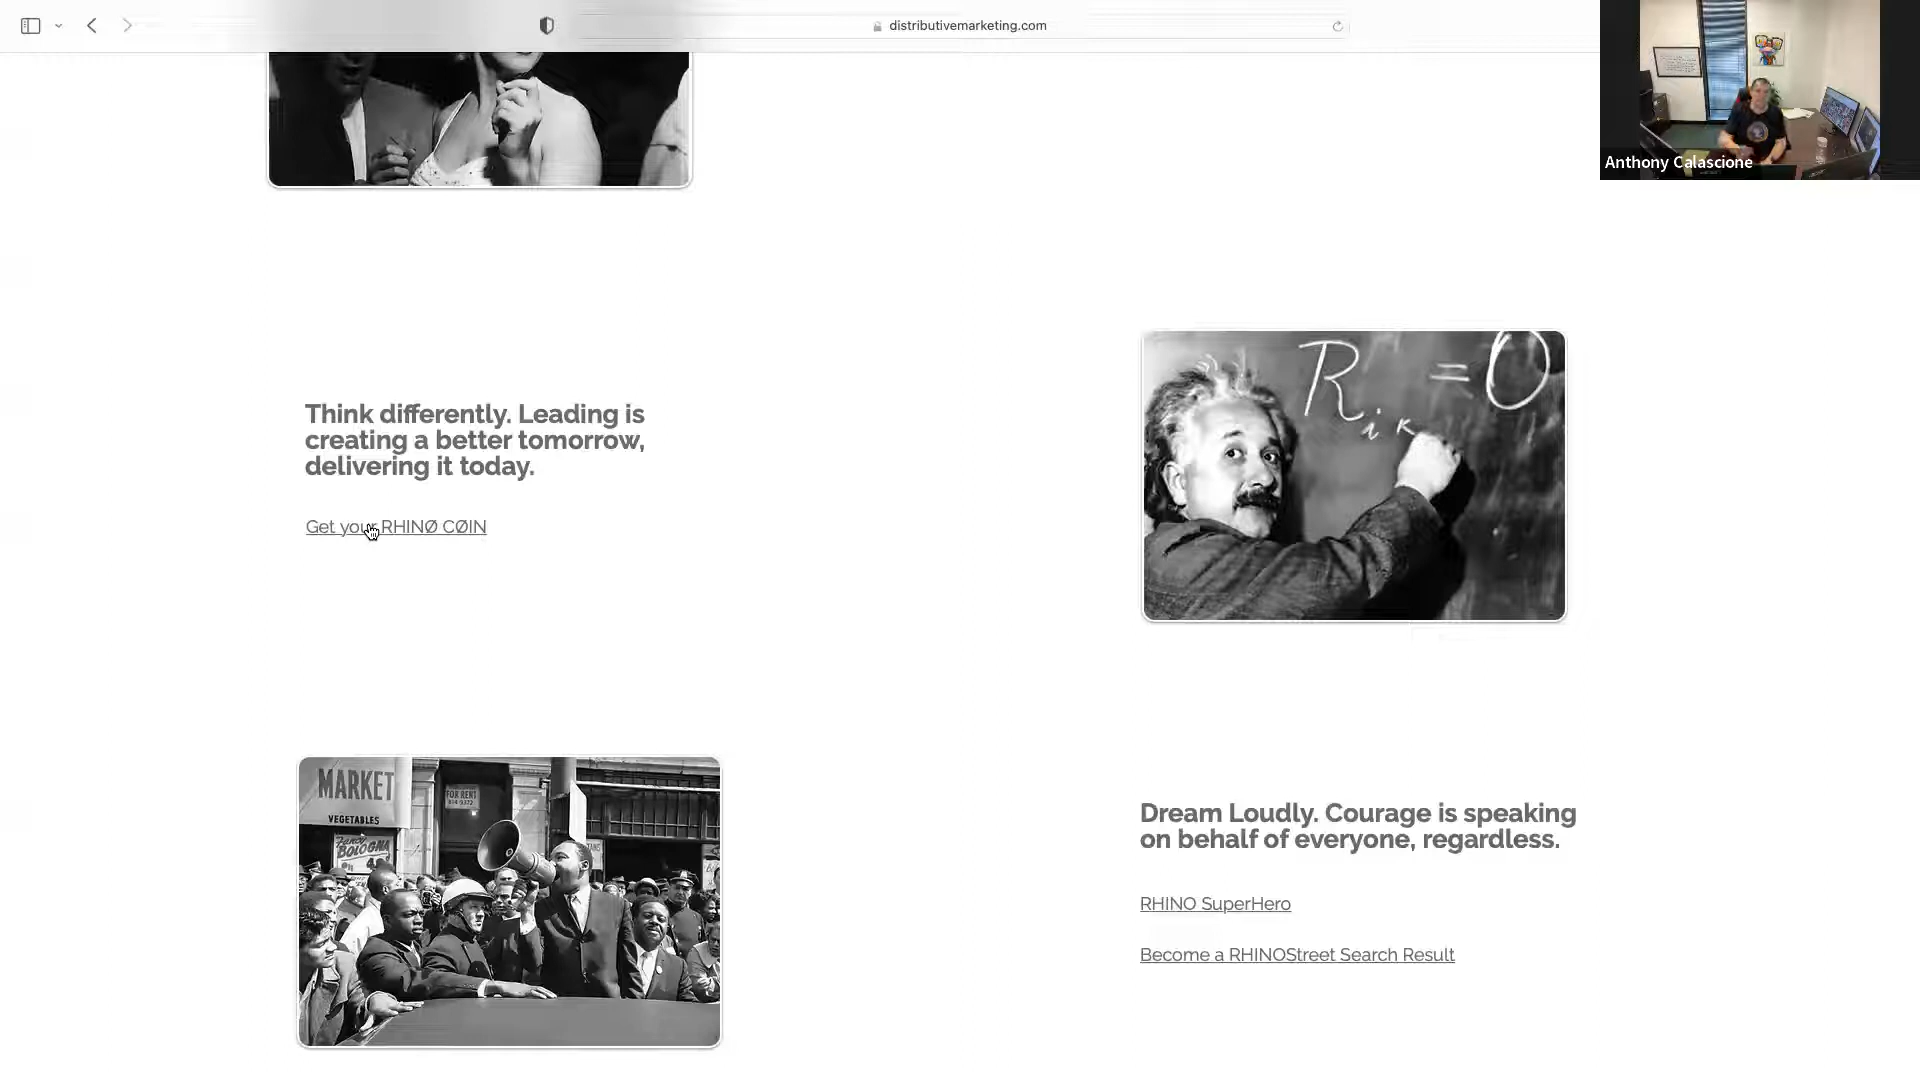 distributivemarketing.com
Anthony Calascione
Think differently. Leading is
creating a better tomorrow,
delivering it today.
Get your RHINØ CØIN
R i K = 0
MARKET
VEGETABLES
FOR RENT
BOLOGNA
Dream Loudly. Courage is speaking
on behalf of everyone, regardless.
RHINO SuperHero
Become a RHINOStreet Search Result